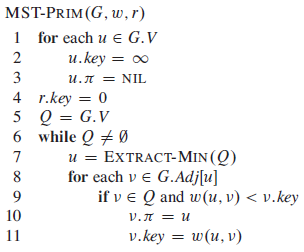 MST-PRIM(G, w, r)
1 for each u ∈ G.V
2 u.key = ∞
3 u.π = NIL
4 r.key = 0
5 Q = G.V
6 while Q ≠ Ø
7 u = EXTRACT-MIN(Q)
8 for each v ∈ G.Adj[u]
9 if v ∈ Q and w(u, v) < v.key
10 v.π = u
11 v.key = w(u, v)